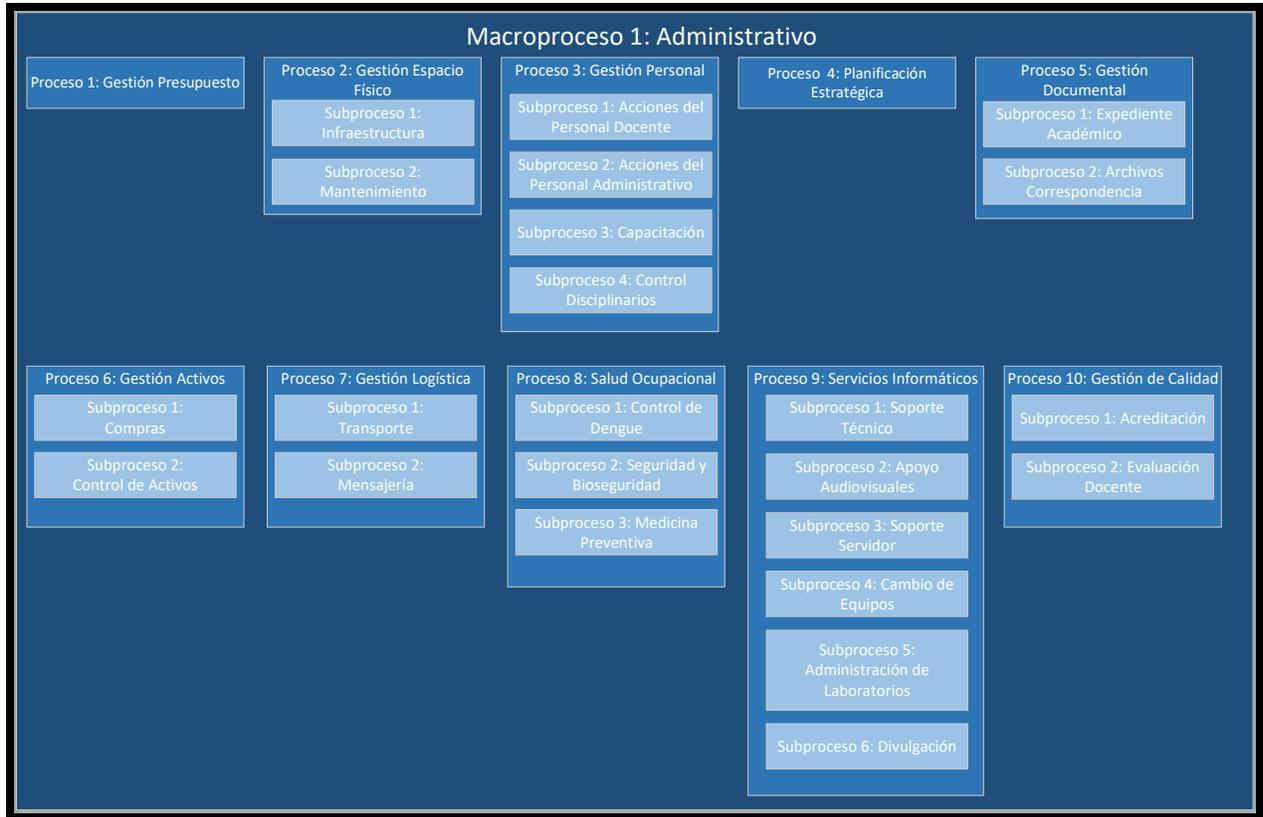 Macroproceso 1: Administrativo
Proceso 1: Gestión Presupuesto
Proceso 2: Gestión Espacio
Físico
Subproceso 1:
Infraestructura
Subproceso 2:
Mantenimiento
Proceso 3: Gestión Personal
Subproceso 1: Acciones del
Personal Docente
Subproceso 2: Acciones del
Personal Administrativo
Subproceso 3: Capacitación
Subproceso 4: Control
Disciplinarios
Proceso 4: Planificación
Estratégica
Proceso 5: Gestión
Documental
Subproceso 1: Expediente
Académico
Subproceso 2: Archivos
Correspondencia
Proceso 6: Gestión Activos
Subproceso 1:
Compras
Subproceso 2:
Control de Activos
Proceso 7: Gestión Logística
Subproceso 1:
Transporte
Subproceso 2:
Mensajería
Proceso 8: Salud Ocupacional
Subproceso 1: Control de
Dengue
Subproceso 2: Seguridad y
Bioseguridad
Subproceso 3: Medicina
Preventiva
Proceso 9: Servicios Informáticos
Subproceso 1: Soporte
Técnico
Subproceso 2: Apoyo
Audiovisuales
Subproceso 3: Soporte
Servidor
Subproceso 4: Cambio de
Equipos
Subproceso 5:
Administración de
Laboratorios
Subproceso 6: Divulgación
Proceso 10: Gestión de Calidad
Subproceso 1: Acreditación
Subproceso 2: Evaluación
Docente